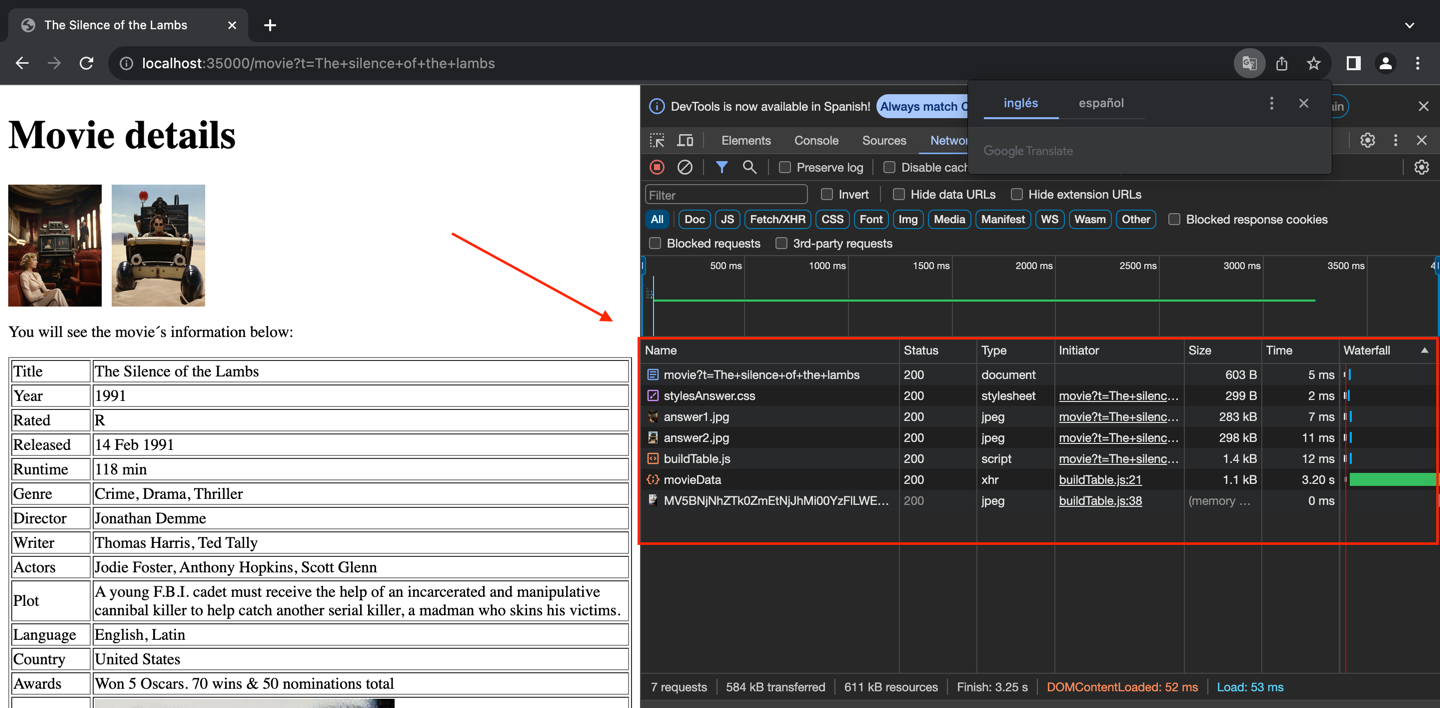 The Silence of the Lambs
localhost:35000/movie?t=The+silence+of+the+lambs
Movie details
You will see the movie´s information below:
Title The Silence of the Lambs
Year 1991
Rated R
Released 14 Feb 1991
Runtime 118 min
Genre Crime, Drama, Thriller
Director Jonathan Demme
Writer Thomas Harris, Ted Tally
Actors Jodie Foster, Anthony Hopkins, Scott Glenn
Plot A young F.B.I. cadet must receive the help of an incarcerated and manipulative
cannibal killer to help catch another serial killer, a madman who skins his victims.
Language English, Latin
Country United States
Awards Won 5 Oscars. 70 wins & 50 nominations total
DevTools is now available in Spanish! Always match C
inglés español
Google Translate
Elements Console Sources Networ
Preserve log Disable cach
Filter Invert Hide data URLs Hide extension URLs
All Doc JS Fetch/XHR CSS Font Img Media Manifest WS Wasm Other Blocked response cookies
Blocked requests 3rd-party requests
500 ms 1000 ms 1500 ms 2000 ms 2500 ms 3000 ms 3500 ms
Name Status Type Initiator Size Time Waterfall
movie?t=The+silence+of+the+lambs 200 document 603 B 5 ms
stylesAnswer.css 200 stylesheet movie?t=The+silenc... 299 B 2 ms
answer1.jpg 200 jpeg movie?t=The+silenc... 283 kB 7 ms
answer2.jpg 200 jpeg movie?t=The+silenc... 298 kB 11 ms
buildTable.js 200 script movie?t=The+silenc... 1.4 kB 12 ms
movieData 200 xhr buildTable.js:21 1.1 kB 3.20 s
MV5BNjNhZTk0ZmEtNjJhMi00YzFlLWE... 200 jpeg buildTable.js:38 (memory ... 0 ms
7 requests 584 kB transferred 611 kB resources Finish: 3.25 s DOMContentLoaded: 52 ms Load: 53 ms